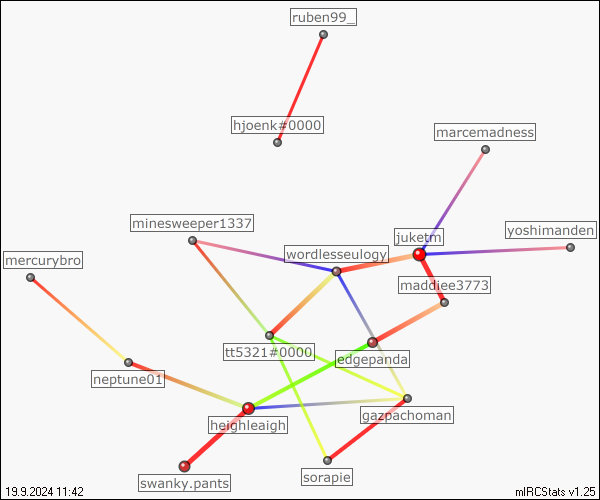 ruben99_
hjoenk#0000
marcemadness
minesweeper1337
yoshimanden
juketm
wordlesseulogy
mercurybro
maddiee3773
tt5321#0000
edgepanda
neptune01
gazpachoman
heighleaigh
sorapie
swanky.pants
19.9.2024 11:42
mIRCStats v1.25